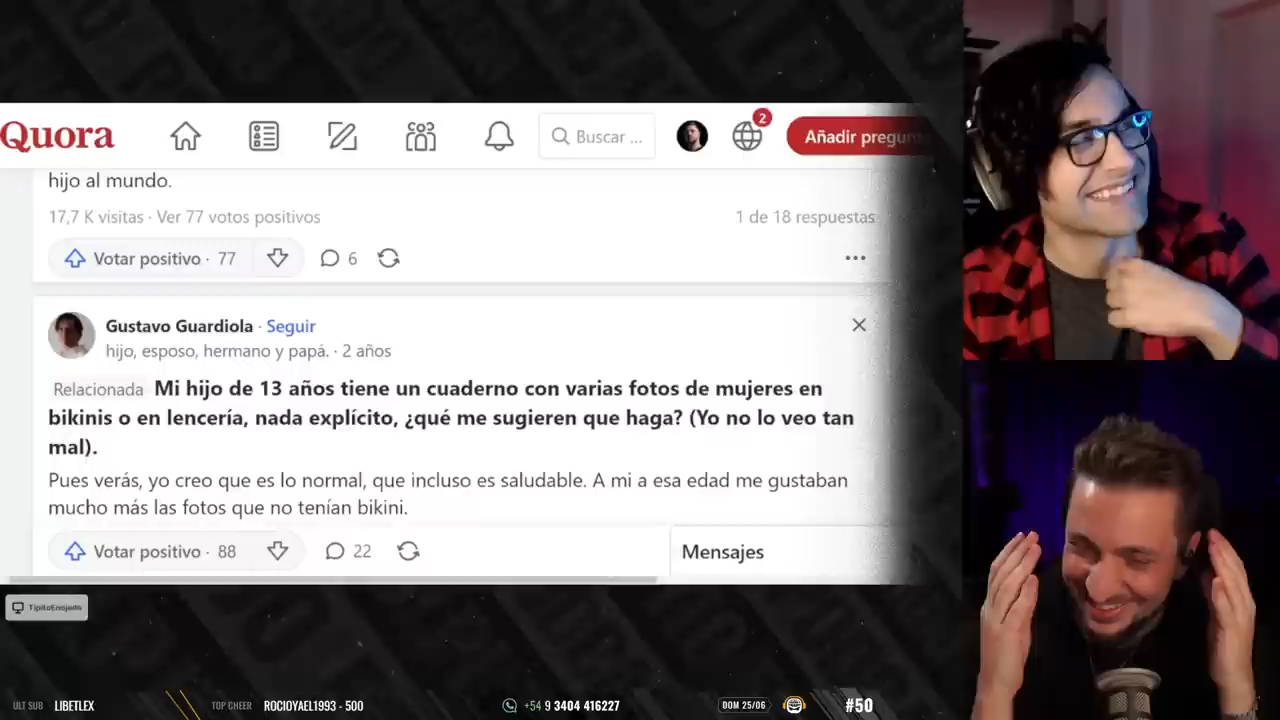 Quora
Buscar ...
2
Añadir pregun
hijo al mundo.
17,7 K visitas · Ver 77 votos positivos
1 de 18 respuestas
Votar positivo · 77
6
Gustavo Guardiola · Seguir
hijo, esposo, hermano y papá. · 2 años
Relacionada Mi hijo de 13 años tiene un cuaderno con varias fotos de mujeres en
bikinis o en lencería, nada explícito, ¿qué me sugieren que haga? (Yo no lo veo tan
mal).
Pues verás, yo creo que es lo normal, que incluso es saludable. A mi a esa edad me gustaban
mucho más las fotos que no tenían bikini.
Votar positivo · 88
22
Mensajes
TipitoEnojado
ULT SUB LIBETLEX
TOP CHEER ROCIOYAEL1993 - 500
+54 9 3404 416227
DOM 25/06
#50